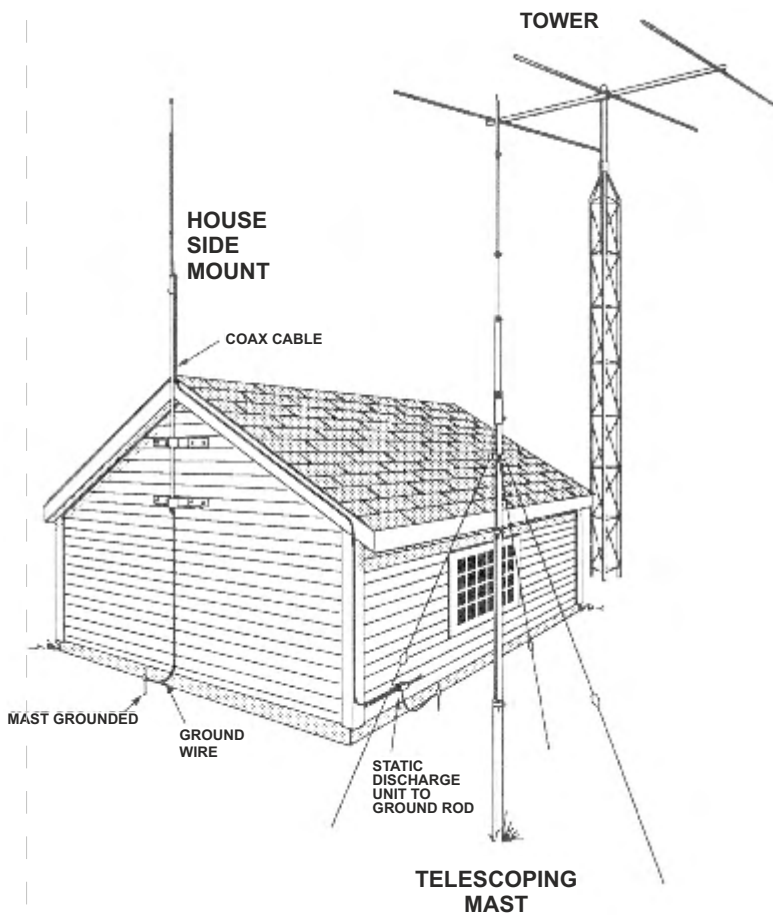 TOWER
HOUSE
SIDE
MOUNT
COAX CABLE
MAST GROUNDED
GROUND
WIRE
STATIC
DISCHARGE
UNIT TO
GROUND ROD
TELESCOPING
MAST